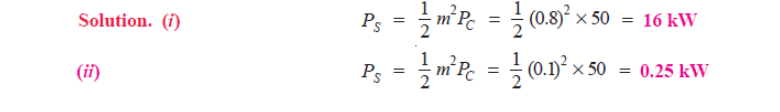 Solution. (i) P_S = 1/2 m²P_C = 1/2 (0.8)² × 50 = 16 kW
(ii) P_S = 1/2 m²P_C = 1/2 (0.1)² × 50 = 0.25 kW